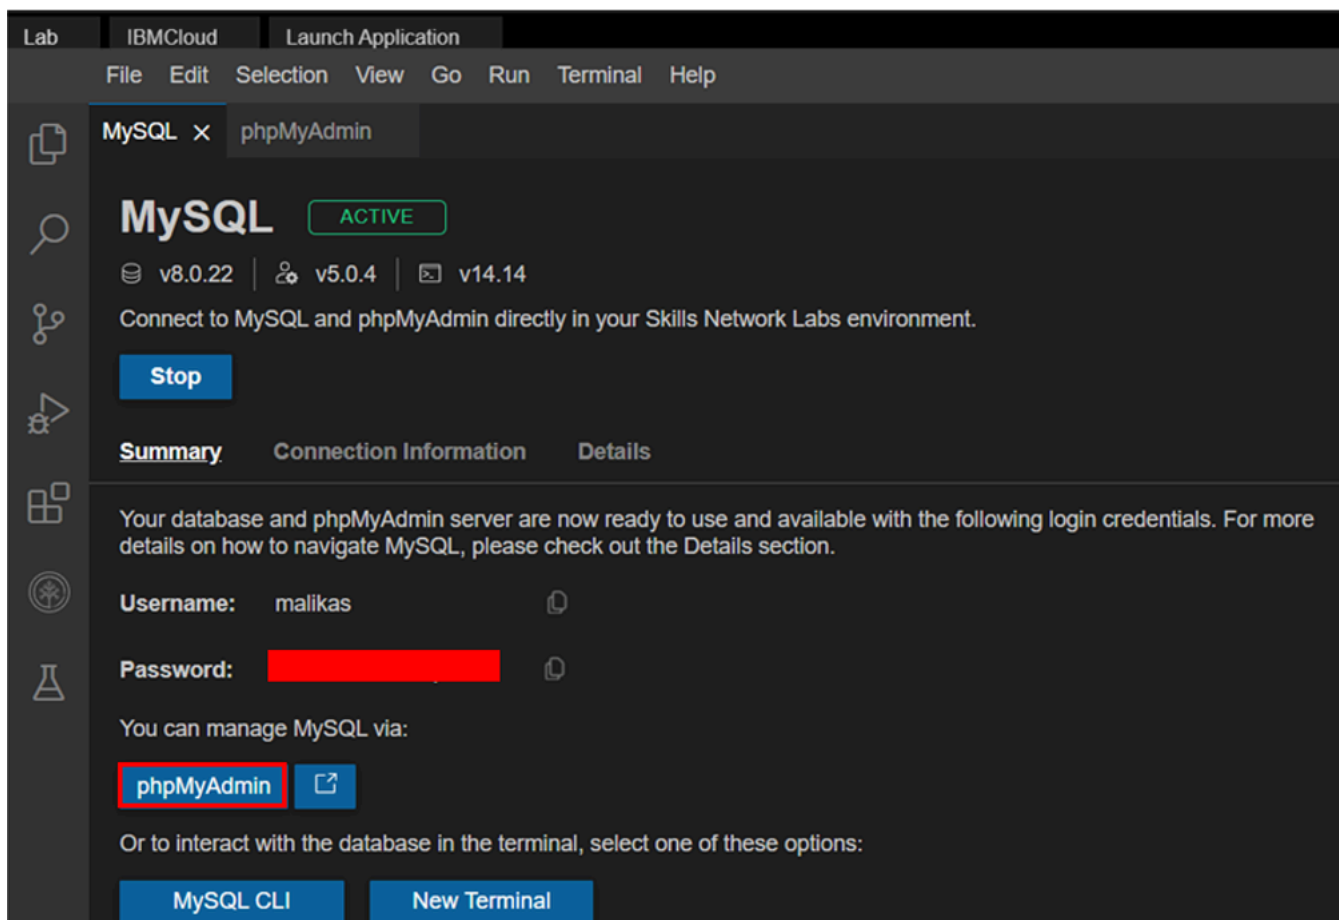 Lab IBMCloud Launch Application
File Edit Selection View Go Run Terminal Help
MySQL phpMyAdmin
MySQL ACTIVE
v8.0.22 v5.0.4 v14.14
Connect to MySQL and phpMyAdmin directly in your Skills Network Labs environment.
Stop
Summary Connection Information Details
Your database and phpMyAdmin server are now ready to use and available with the following login credentials. For more
details on how to navigate MySQL, please check out the Details section.
Username: malikas
Password:
You can manage MySQL via:
phpMyAdmin
Or to interact with the database in the terminal, select one of these options:
MySQL CLI New Terminal